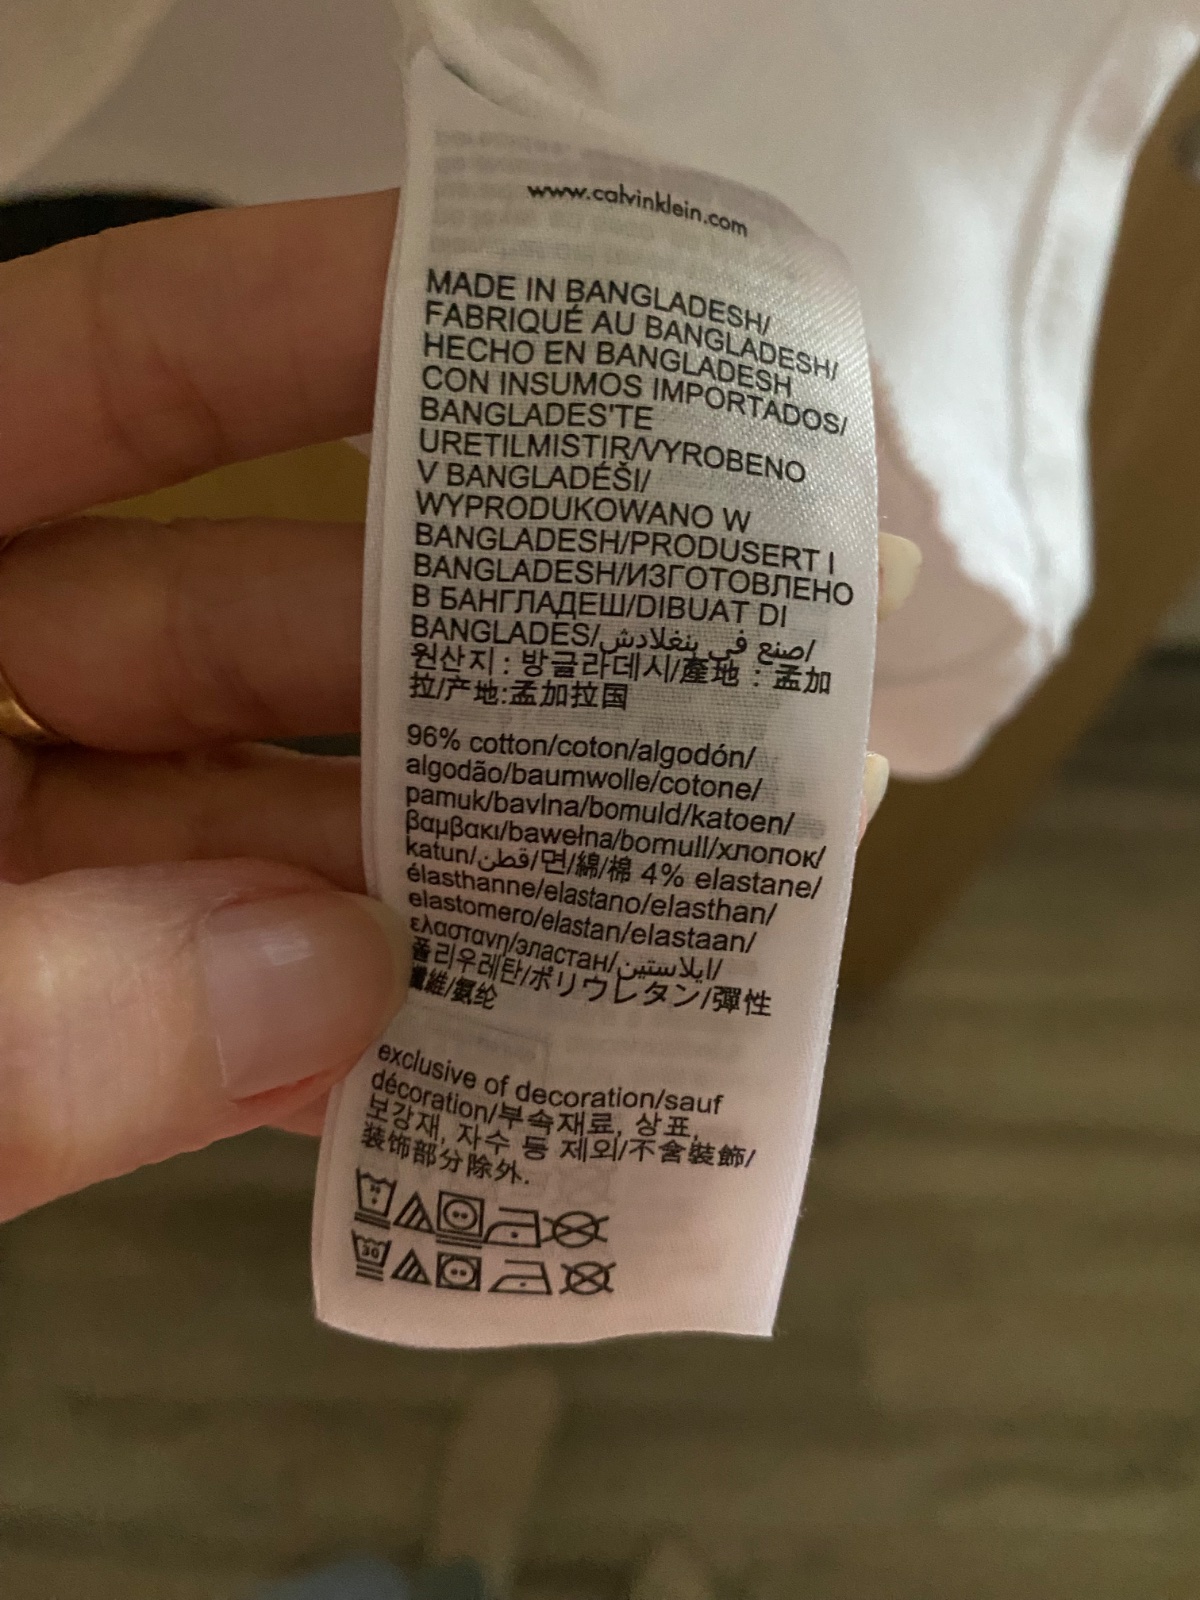 www.calvinklein.com
MADE IN BANGLADESH/
FABRIQUÉ AU BANGLADESH/
HECHO EN BANGLADESH
CON INSUMOS IMPORTADOS/
BANGLADES'TE
URETILMISTIR/VYROBENO
V BANGLADÉŠI/
WYPRODUKOWANO W
BANGLADESH/PRODUSERT I
BANGLADESH/ИЗГОТОВЛЕНО
В БАНГЛАДЕШ/DIBUAT DI
BANGLADES/صنع في بنغلادش/
원산지 : 방글라데시/產地 : 孟加
拉/产地:孟加拉国
96% cotton/coton/algodón/
algodão/baumwolle/cotone/
pamuk/bavlna/bomuld/katoen/
βαμβακι/bawełna/bomull/хлопок/
katun/قطن/면/綿/棉 4% elastane/
élasthanne/elastano/elasthan/
elastomero/elastan/elastaan/
ελαστανη/эластан/ايلاستين/
폴리우레탄/ポリウレタン/彈性
纖維/氨纶
exclusive of decoration/sauf
décoration/부속재료, 상표,
보강재, 자수 등 제외/不含裝飾/
装饰部分除外.
30